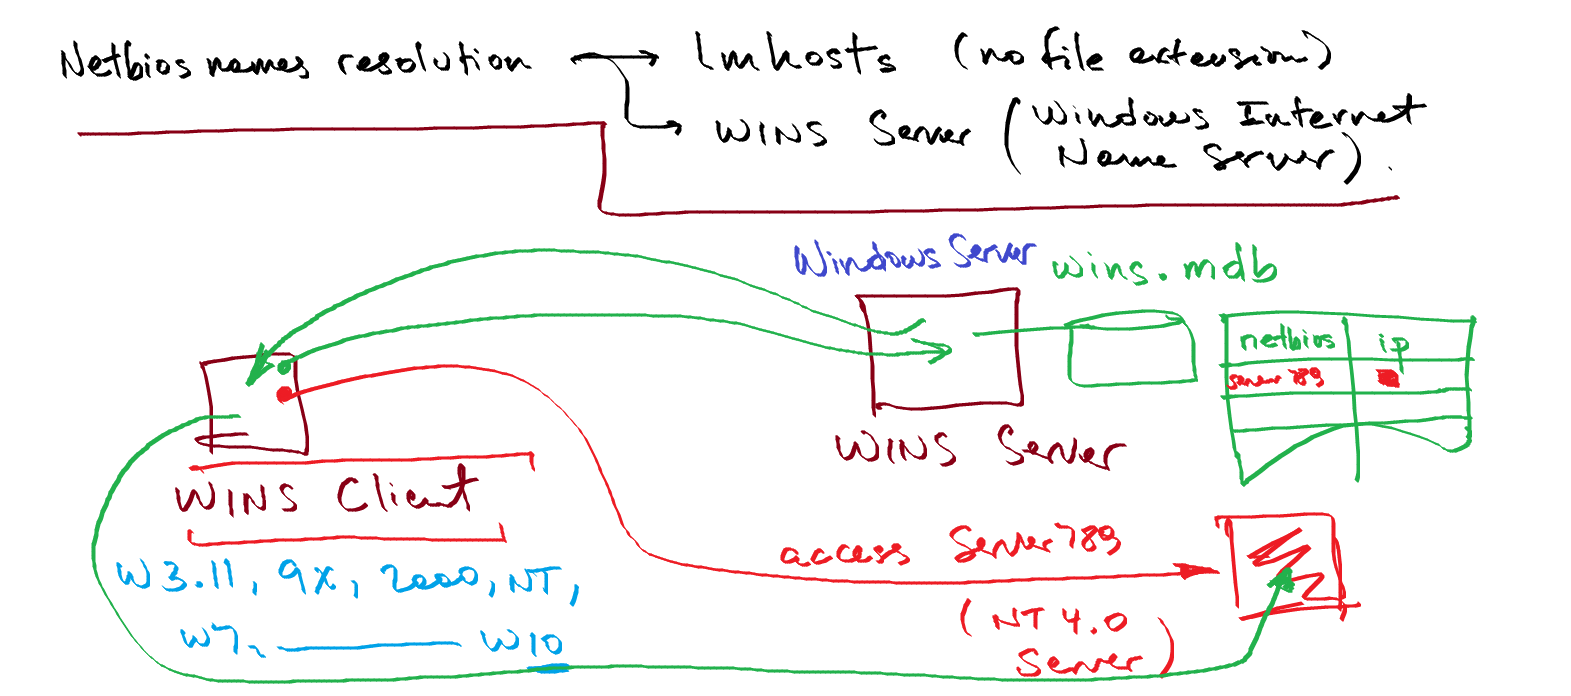 Netbios names resolution → lmhosts (no file extension)
→ WINS Server (Windows Internet
Name Server).
Windows Server
wins.mdb
netbios ip
server789
WINS Server
WINS Client
access Server789
W3.11, 9x, 2000, NT,
(NT 4.0
Server)
W7, W10